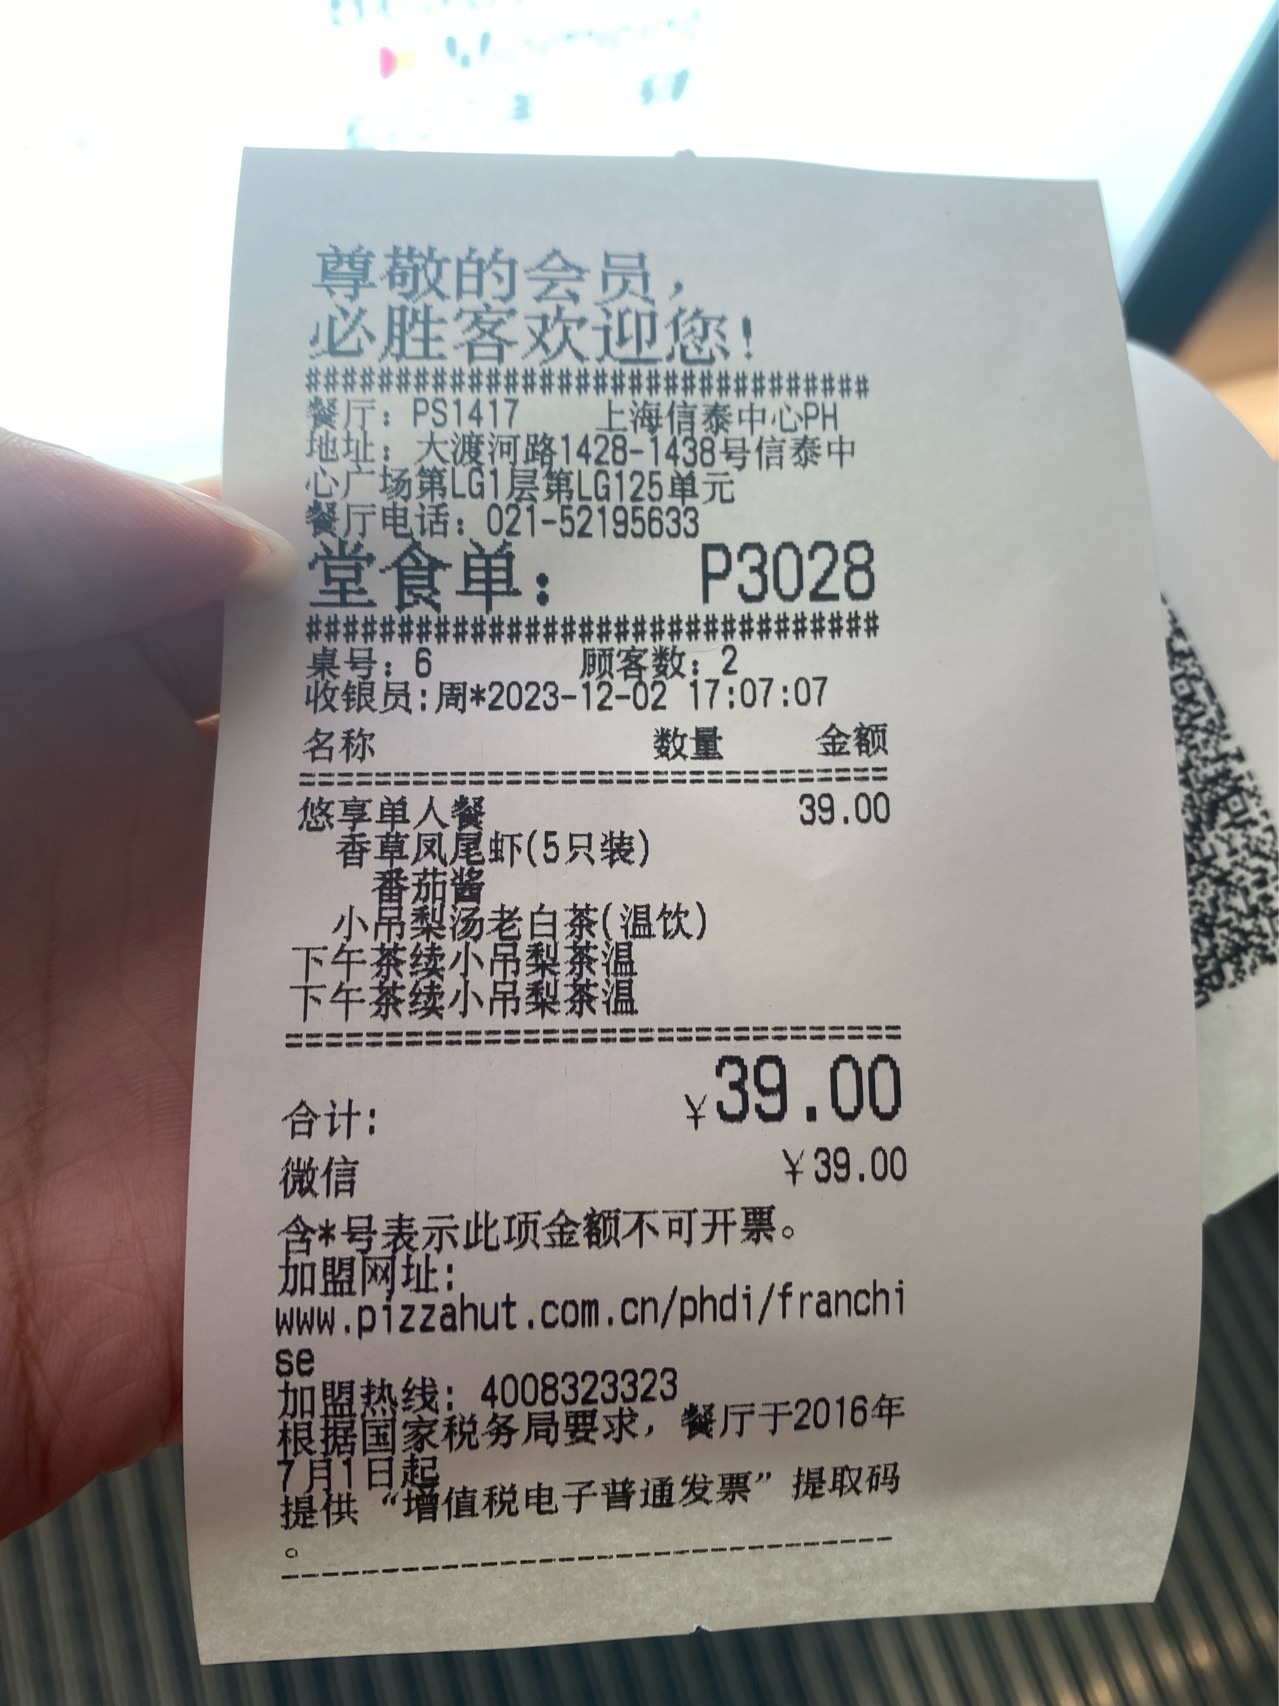 尊敬的会员，
必胜客欢迎您!
###############################
餐厅: PS1417 上海信泰中心PH
地址: 大渡河路1428-1438号信泰中
心广场第LG1层第LG125单元
餐厅电话: 021-52195633
堂食单: P3028
###############################
桌号: 6 顾客数: 2
收银员:周*2023-12-02 17:07:07
名称 数量 金额
================================
悠享单人餐 39.00
香草凤尾虾(5只装)
番茄酱
小吊梨汤老白茶(温饮)
下午茶续小吊梨茶温
下午茶续小吊梨茶温
================================
合计: ¥39.00
微信 ¥39.00
含*号表示此项金额不可开票。
加盟网址:
www.pizzahut.com.cn/phdi/franchi
se
加盟热线: 4008323323
根据国家税务局要求, 餐厅于2016年
7月1日起
提供“增值税电子普通发票”提取码
。
--------------------------------